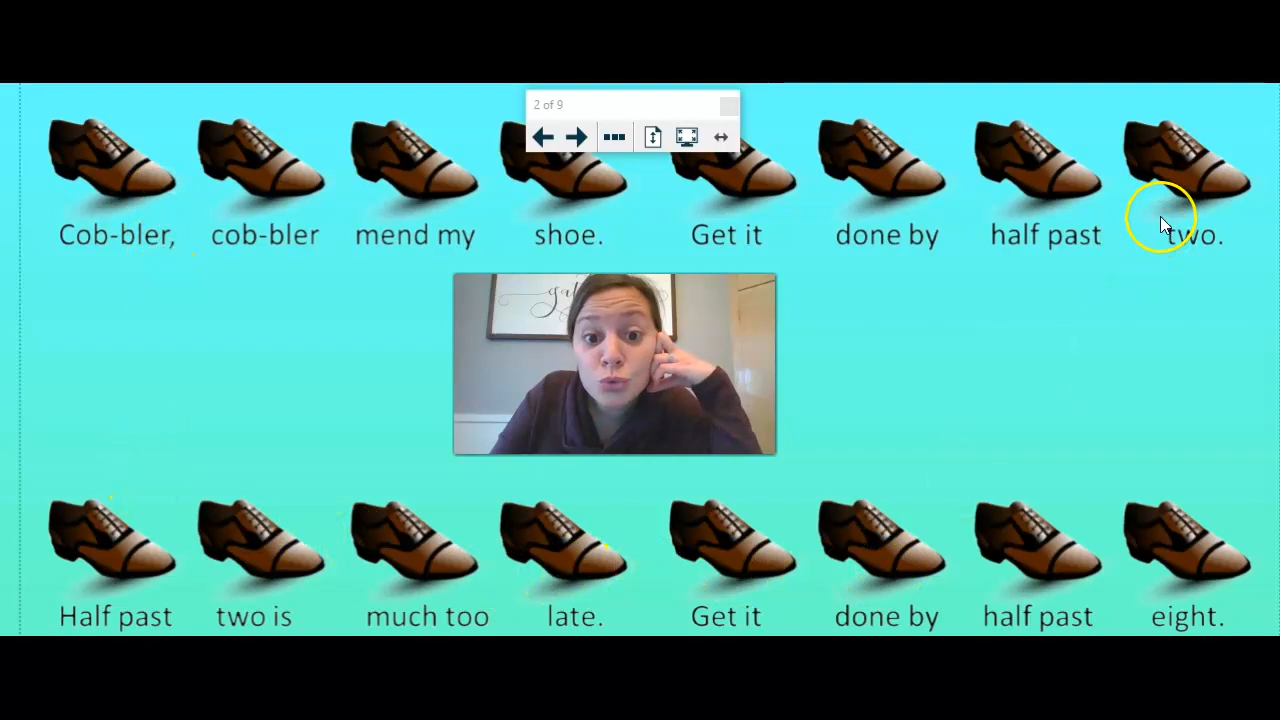 2 of 9
Cob-bler, cob-bler mend my shoe. Get it done by half past two.
Half past two is much too late. Get it done by half past eight.